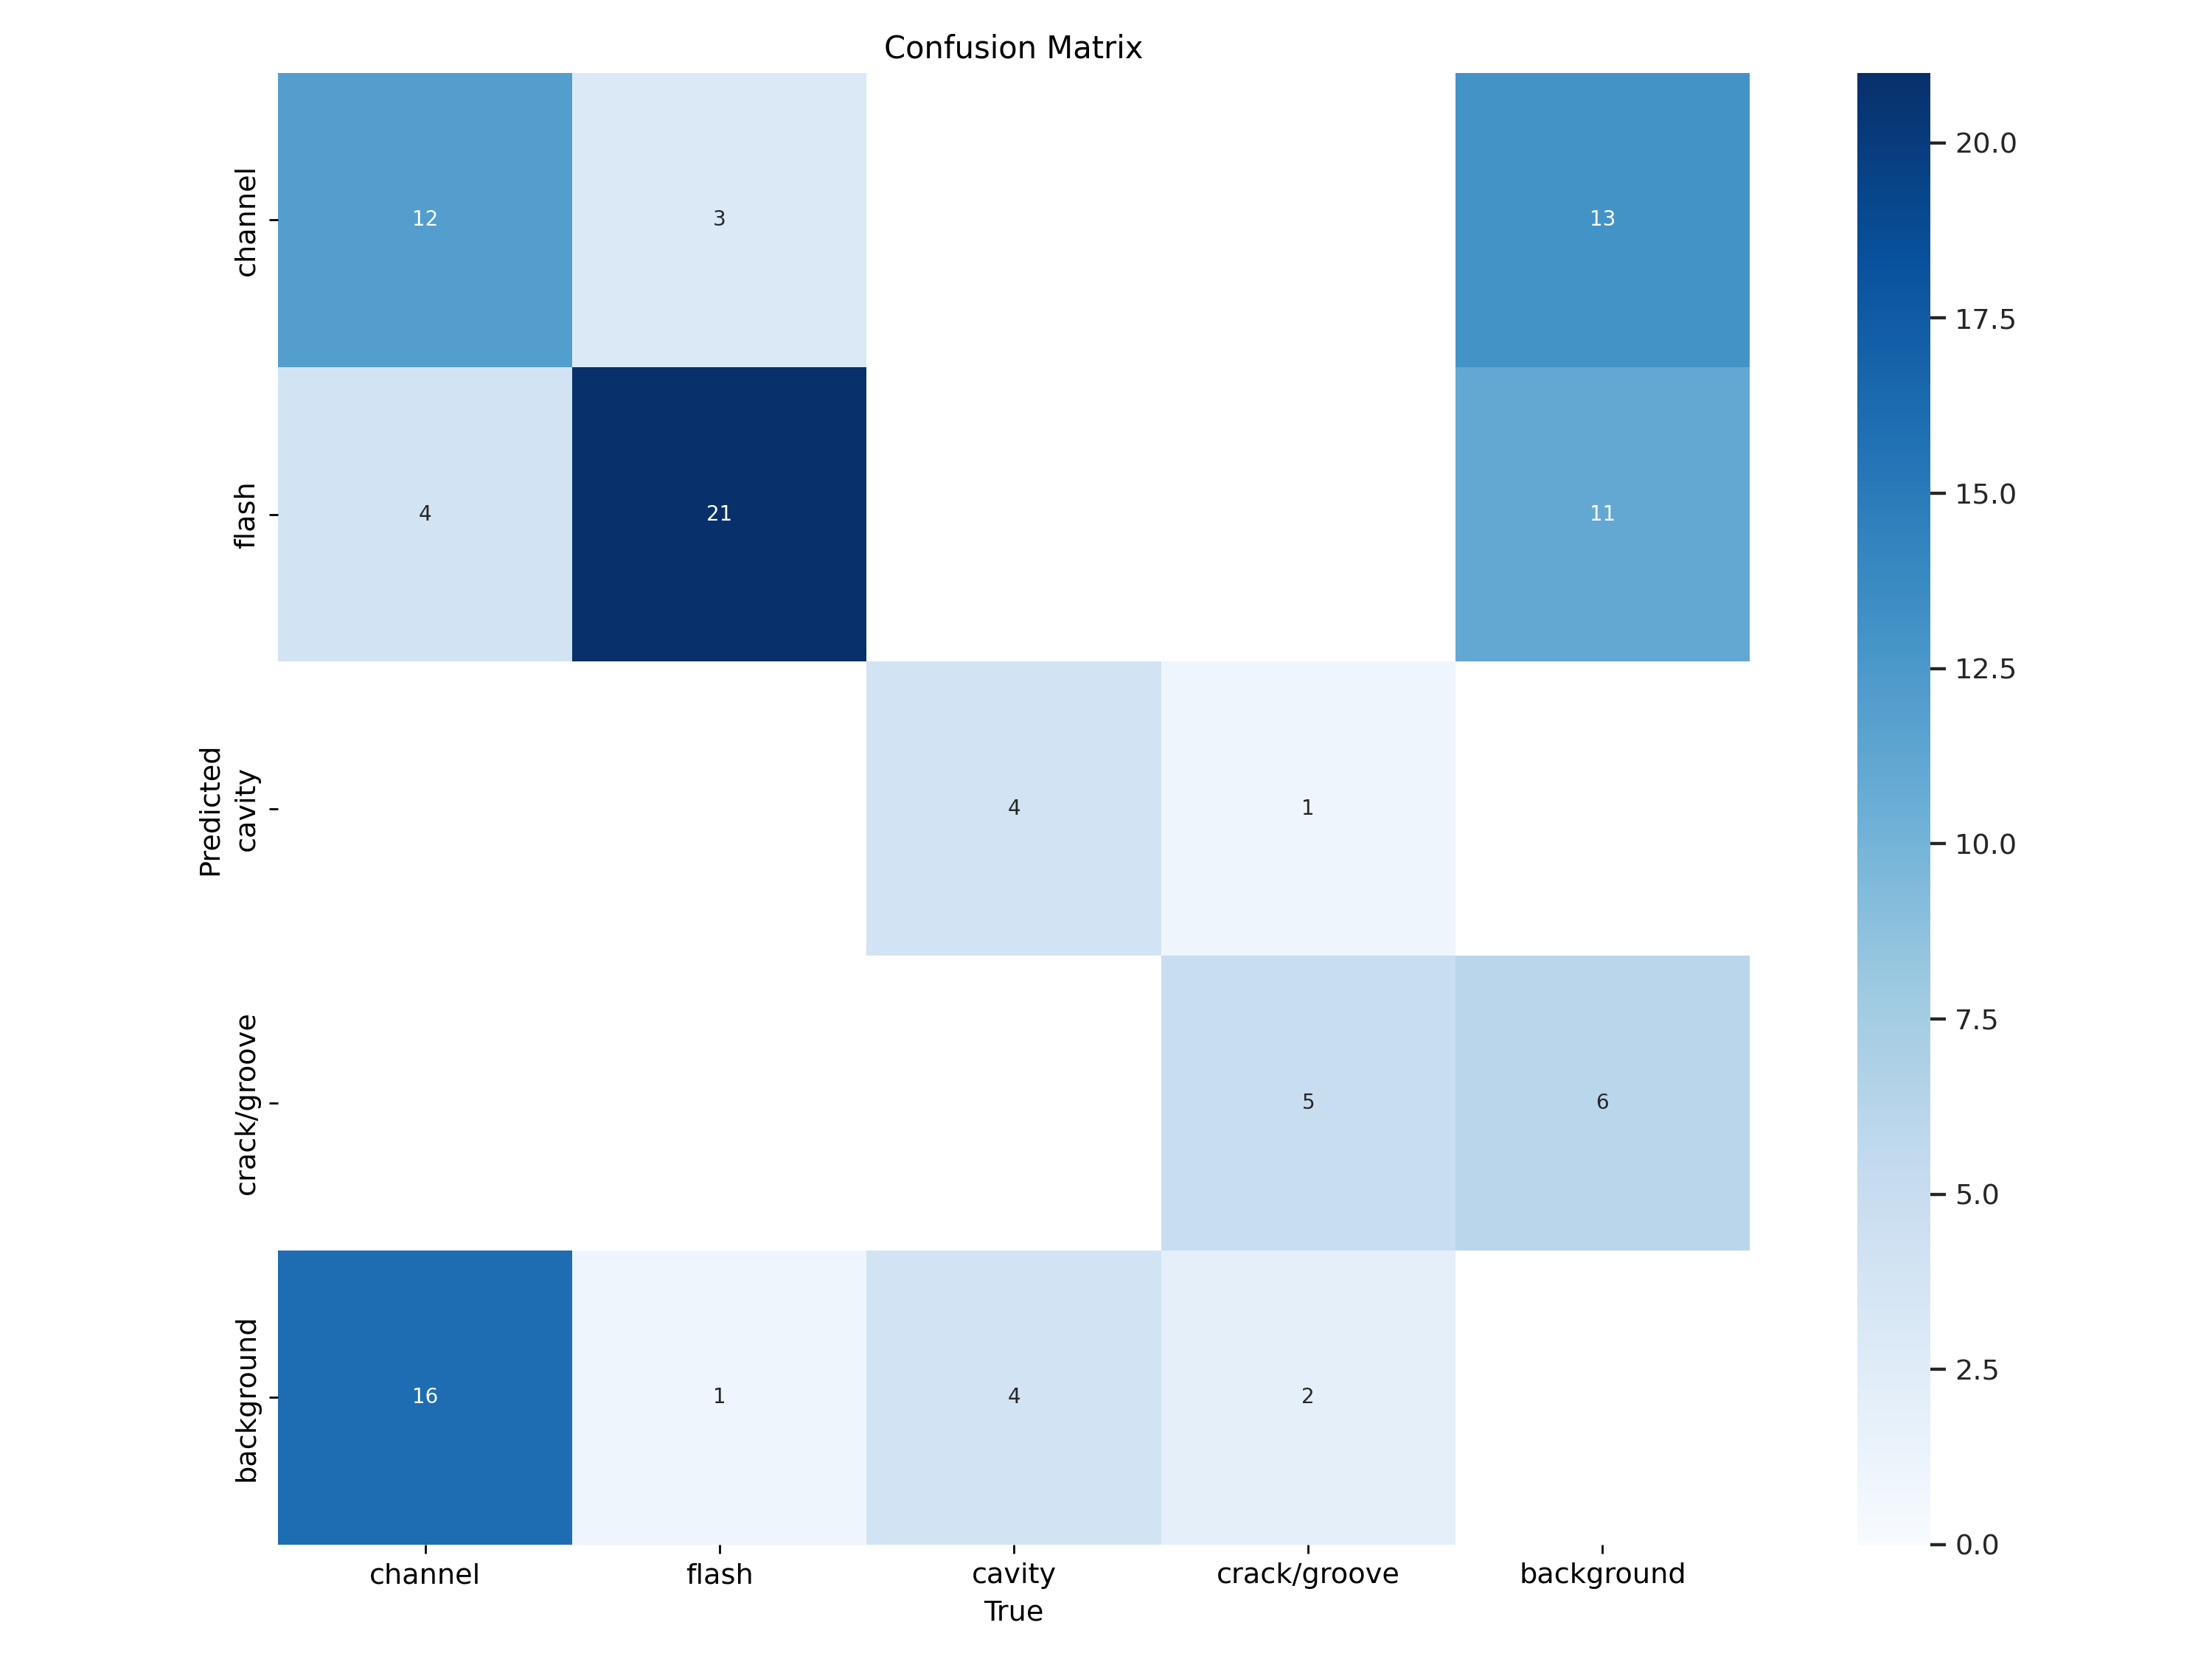 Confusion Matrix
channel
12
3
13
20.0
17.5
flash
4
21
11
15.0
12.5
Predicted
cavity
4
1
10.0
7.5
crack/groove
5
6
5.0
2.5
background
16
1
4
2
0.0
channel
flash
cavity
crack/groove
background
True